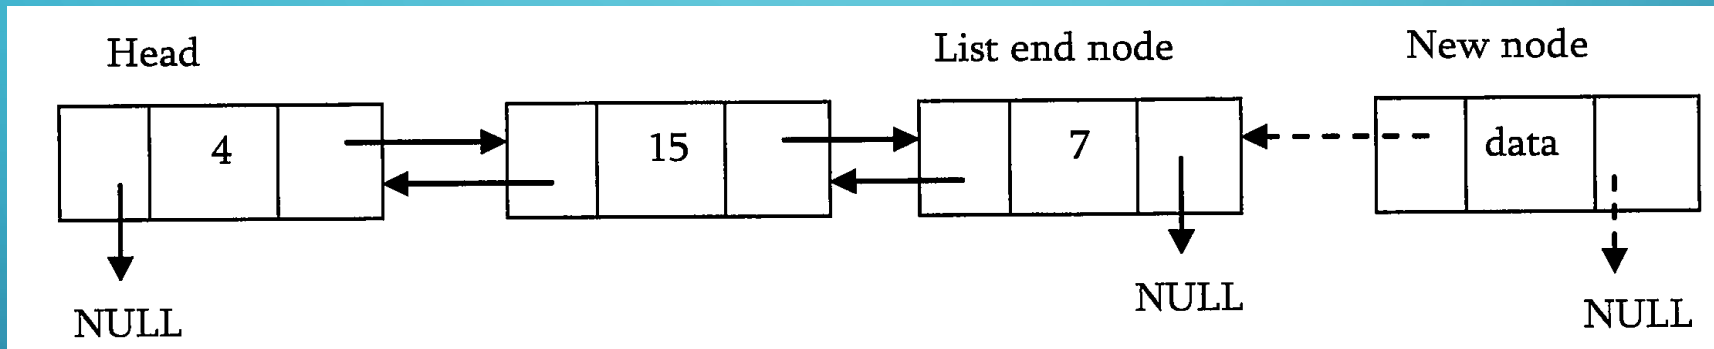 Head
List end node
New node
4
15
7
data
NULL
NULL
NULL